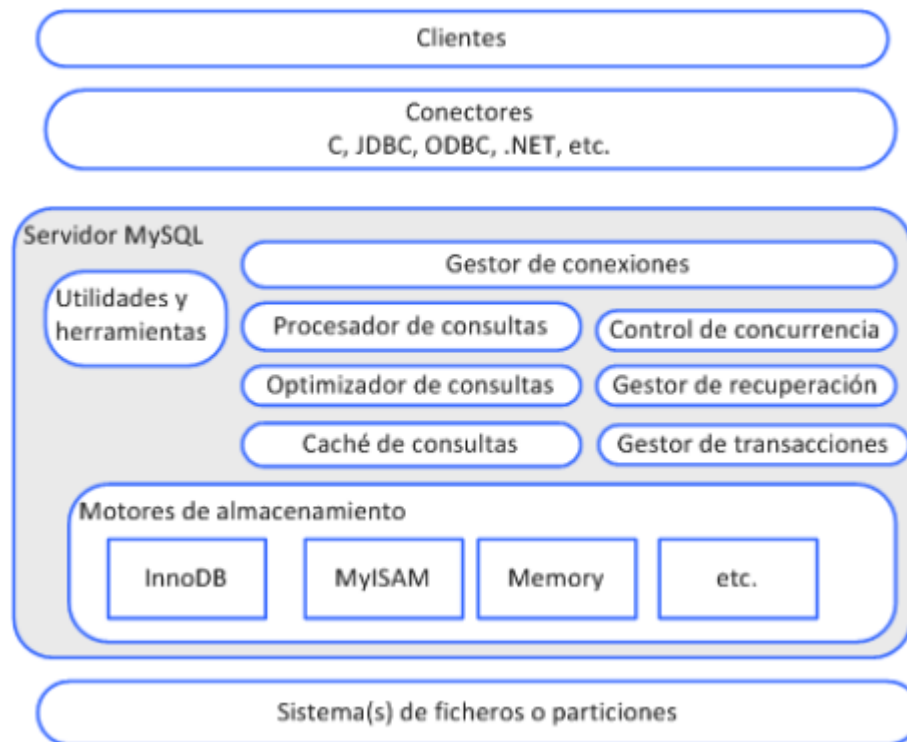 Clientes
Conectores
C, JDBC, ODBC, .NET, etc.
Servidor MySQL
Gestor de conexiones
Utilidades y
herramientas
Procesador de consultas
Control de concurrencia
Optimizador de consultas
Gestor de recuperación
Caché de consultas
Gestor de transacciones
Motores de almacenamiento
InnoDB
MyISAM
Memory
etc.
Sistema(s) de ficheros o particiones